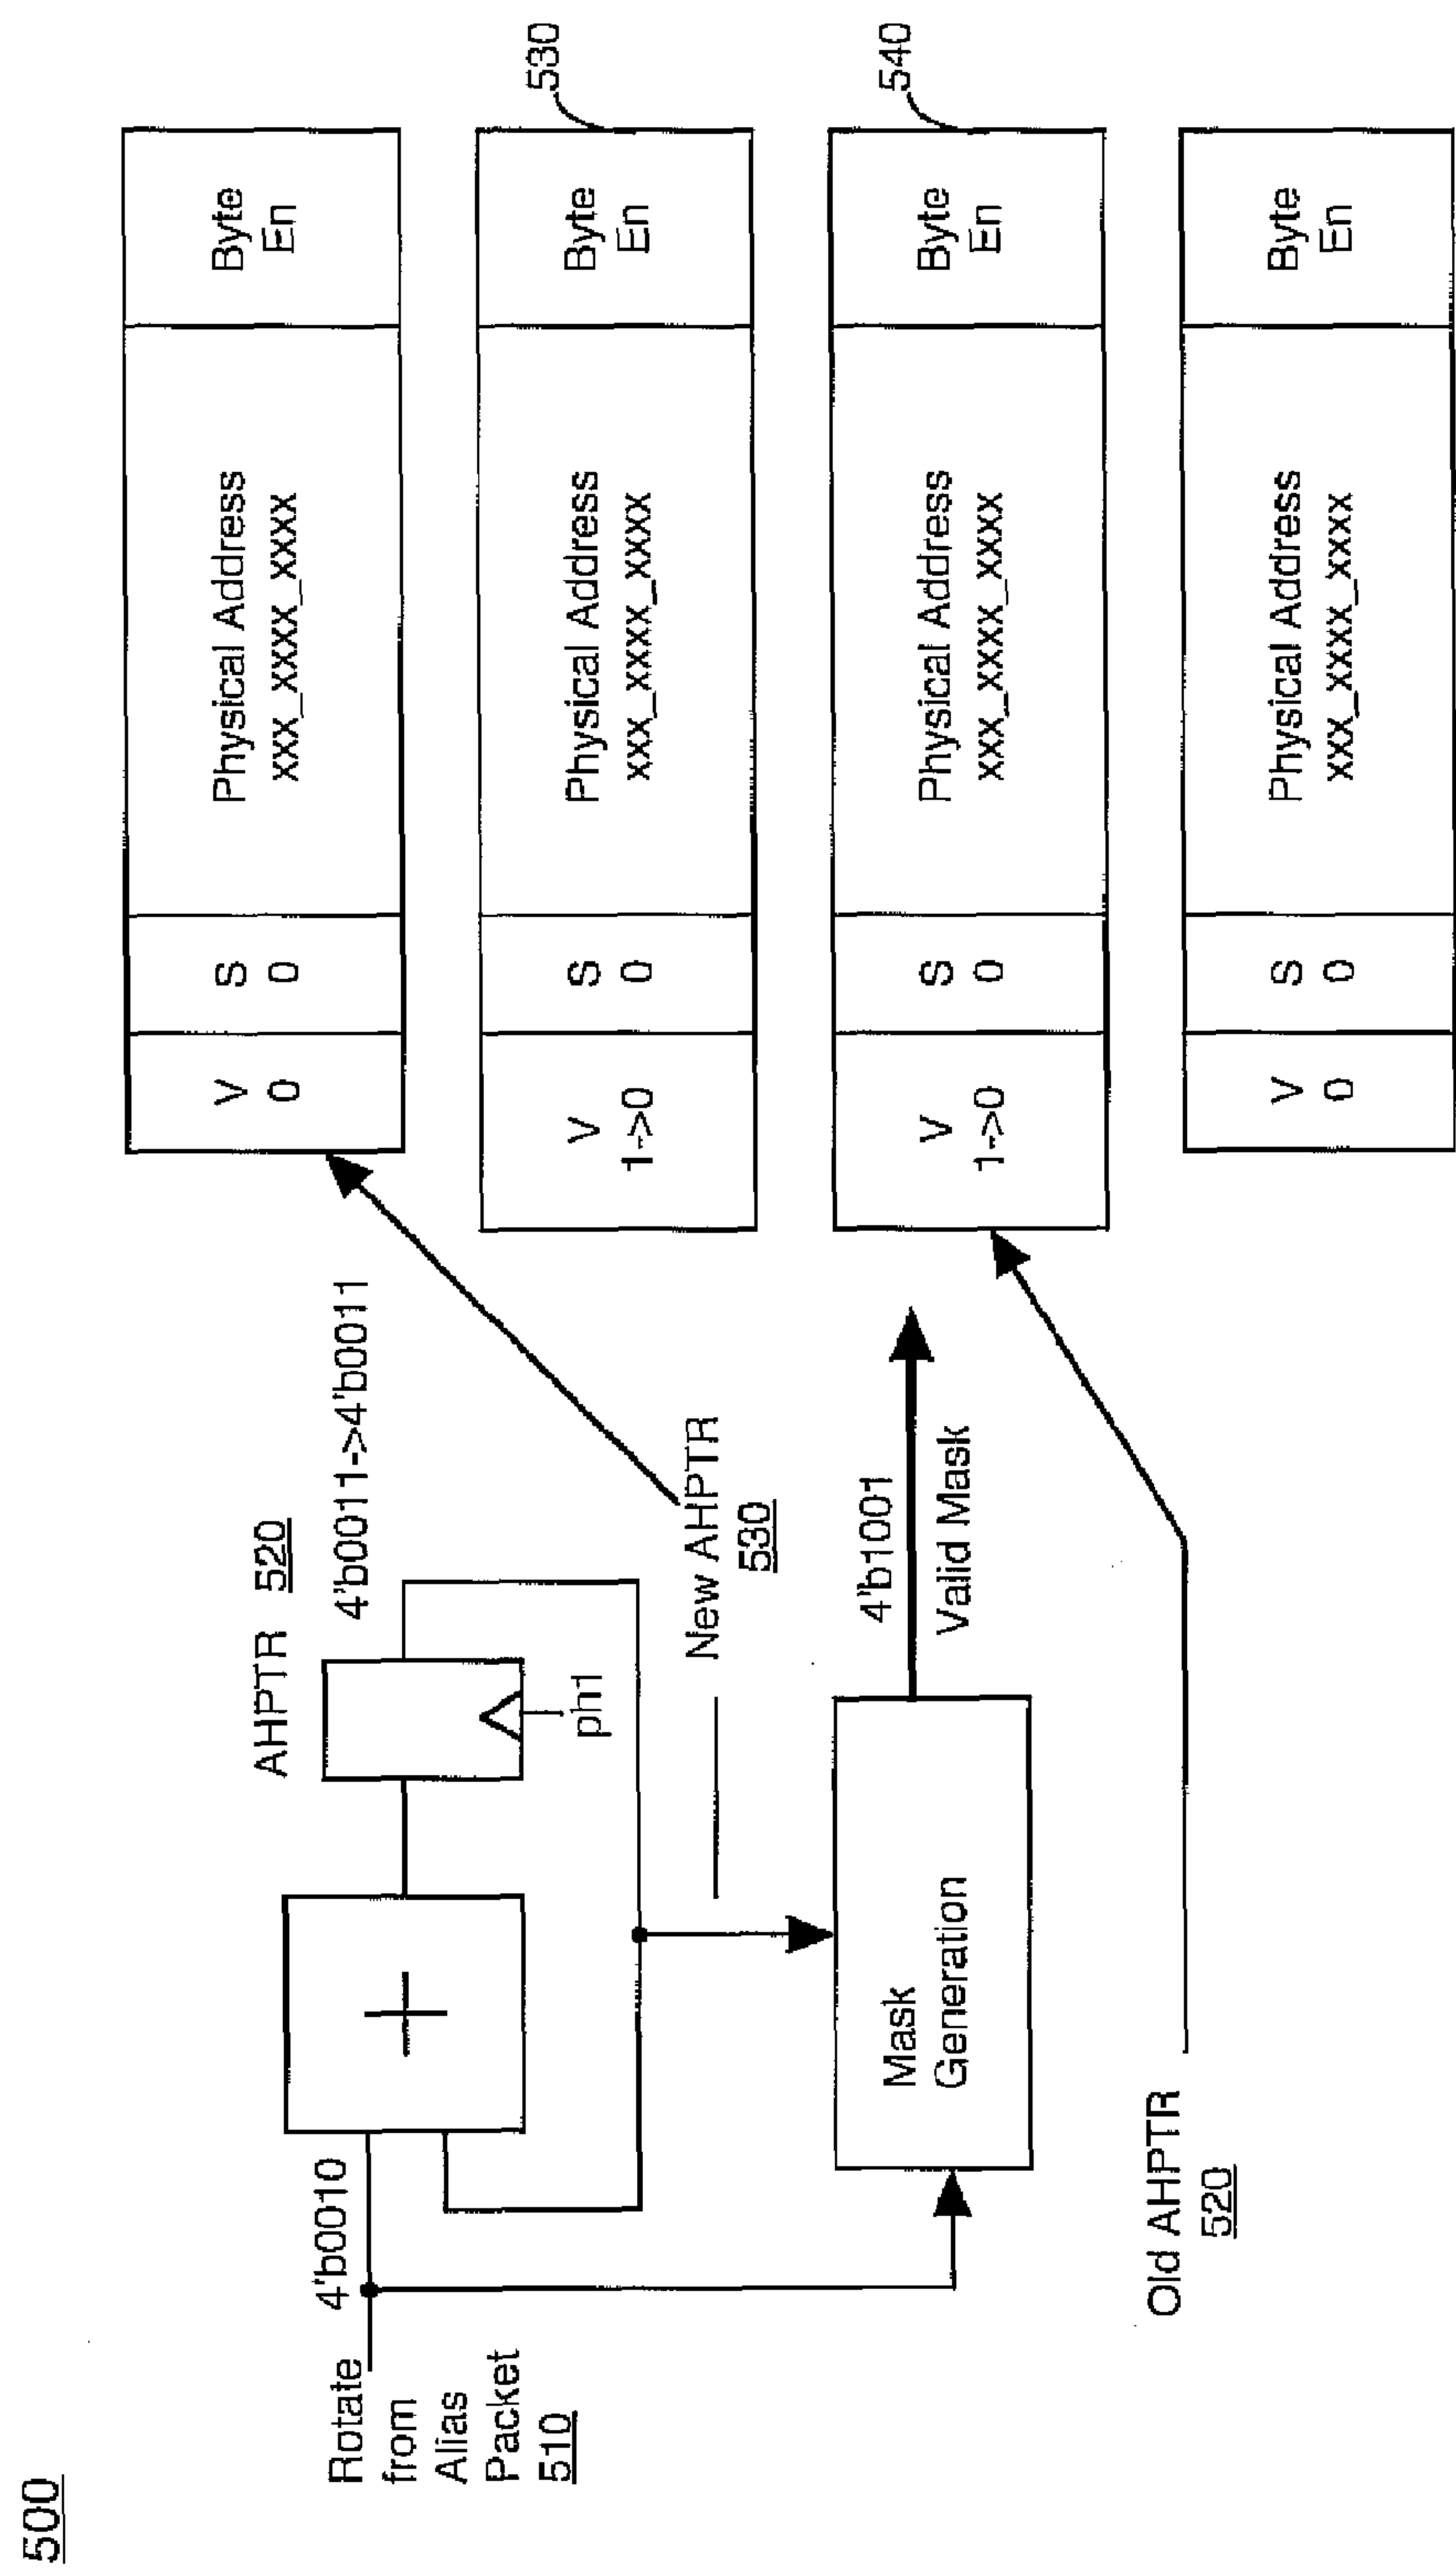 500
Rotate
from
Alias
Packet
510
4'b0010
+
AHPTR 520
4'b0011->4'b0011
ph1
New AHPTR
530
Mask
Generation
4'b1001
Valid Mask
Old AHPTR
520
V
0
S
0
Physical Address
xxx_xxxx_xxxx
Byte
En
V
1->0
S
0
Physical Address
xxx_xxxx_xxxx
Byte
En
530
V
1->0
S
0
Physical Address
xxx_xxxx_xxxx
Byte
En
540
V
0
S
0
Physical Address
xxx_xxxx_xxxx
Byte
En